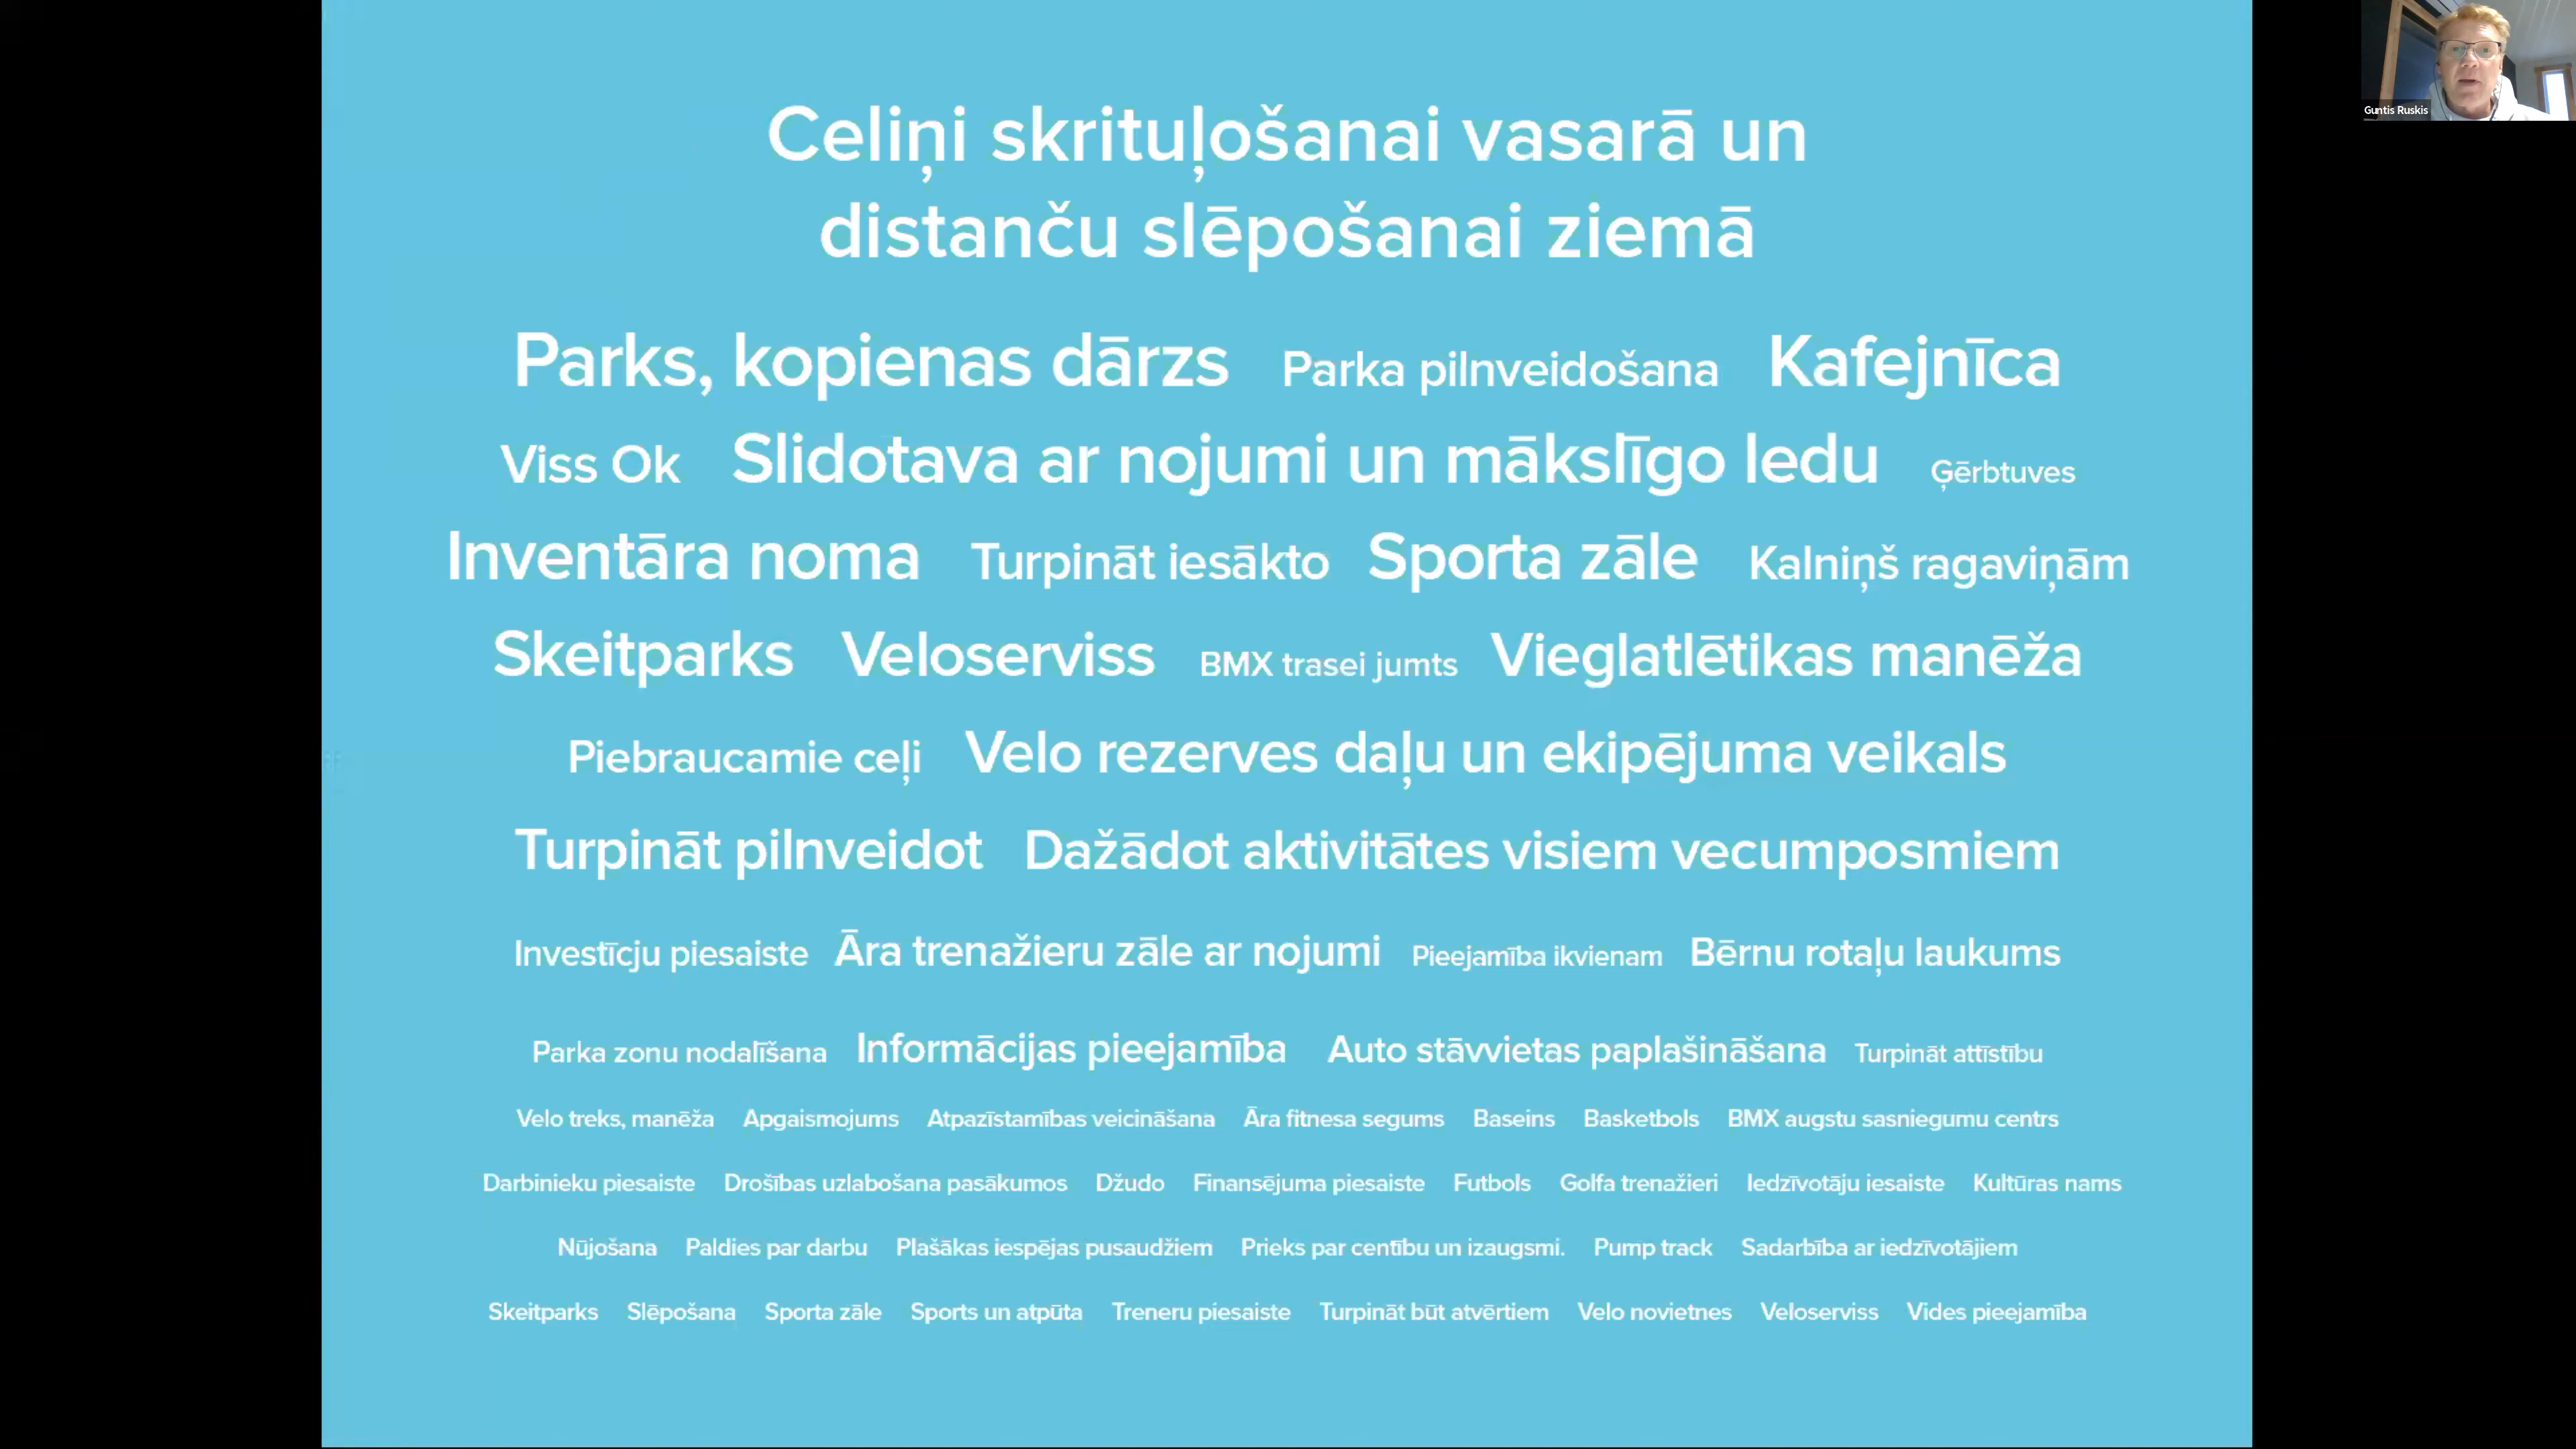 Celiņi skrituļošanai vasarā un
distanču slēpošanai ziemā
Parks, kopienas dārzs Parka pilnveidošana Kafejnīca
Viss Ok Slidotava ar nojumi un mākslīgo ledu Ģērbtuves
Inventāra noma Turpināt iesākto Sporta zāle Kalniņš ragaviņām
Skeitparks Veloserviss BMX trasei jumts Vieglatlētikas manēža
Piebraucamie ceļi Velo rezerves daļu un ekipējuma veikals
Turpināt pilnveidot Dažādot aktivitātes visiem vecumposmiem
Investīciju piesaiste Āra trenažieru zāle ar nojumi Pieejamība ikvienam Bērnu rotaļu laukums
Parka zonu nodalīšana Informācijas pieejamība Auto stāvvietas paplašināšana Turpināt attīstību
Velo treks, manēža Apgaismojums Atpazīstamības veicināšana Āra fitnesa segums Baseins Basketbols BMX augstu sasniegumu centrs
Darbinieku piesaiste Drošības uzlabošana pasākumos Džudo Finansējuma piesaiste Futbols Golfa trenažieri Iedzīvotāju iesaiste Kultūras nams
Nūjošana Paldies par darbu Plašākas iespējas pusaudžiem Prieks par centību un izaugsmi. Pump track Sadarbība ar iedzīvotājiem
Skeitparks Slēpošana Sporta zāle Sports un atpūta Treneru piesaiste Turpināt būt atvērtiem Velo novietnes Veloserviss Vides pieejamība
Guntis Ruskis